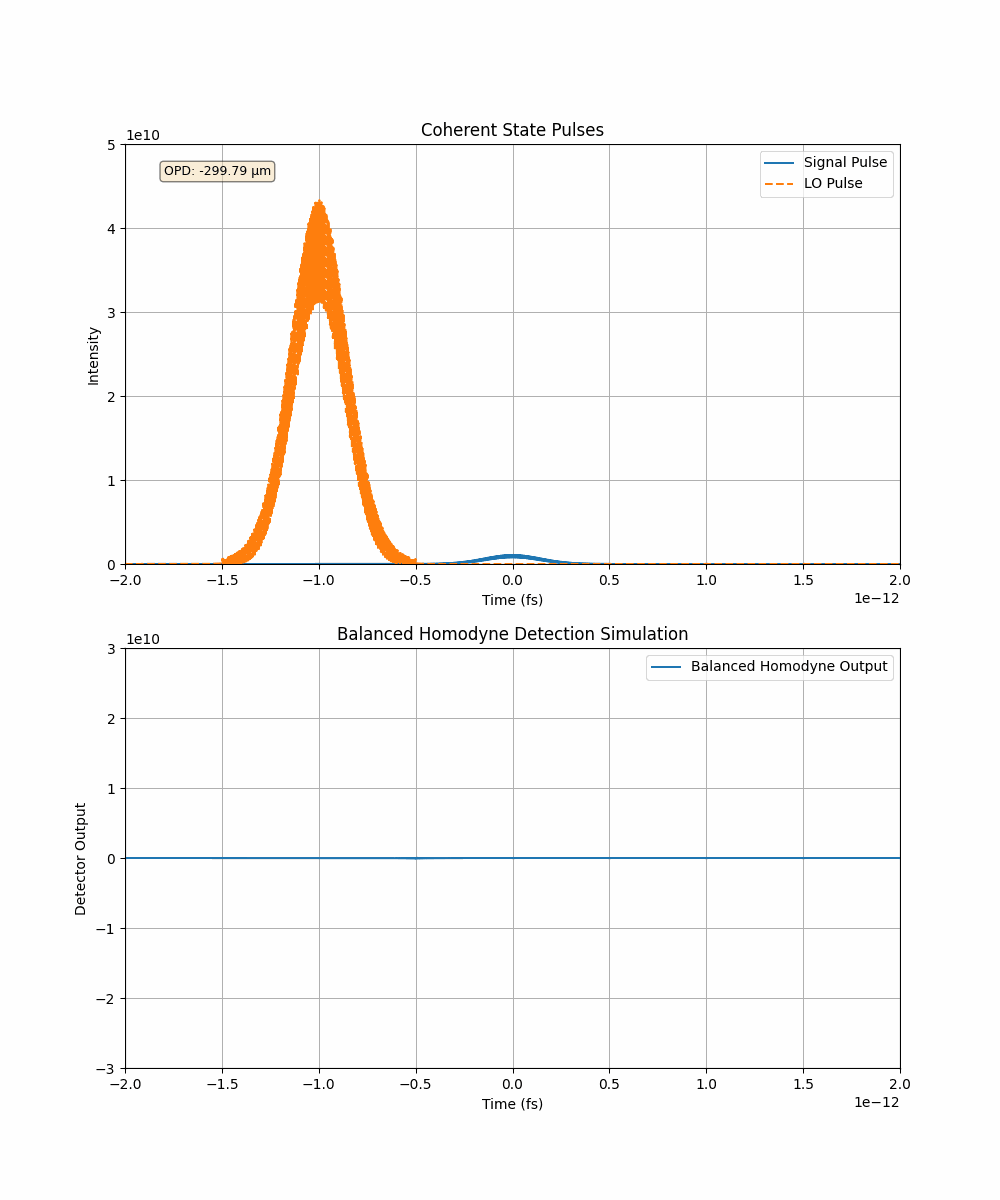 Coherent State Pulses
1e10
OPD: -299.79 μm
Signal Pulse
LO Pulse
Intensity
5
4
3
2
1
0
−2.0 −1.5 −1.0 −0.5 0.0 0.5 1.0 1.5 2.0
Time (fs)
1e−12
Balanced Homodyne Detection Simulation
1e10
Balanced Homodyne Output
Detector Output
3
2
1
0
−1
−2
−3
−2.0 −1.5 −1.0 −0.5 0.0 0.5 1.0 1.5 2.0
Time (fs)
1e−12